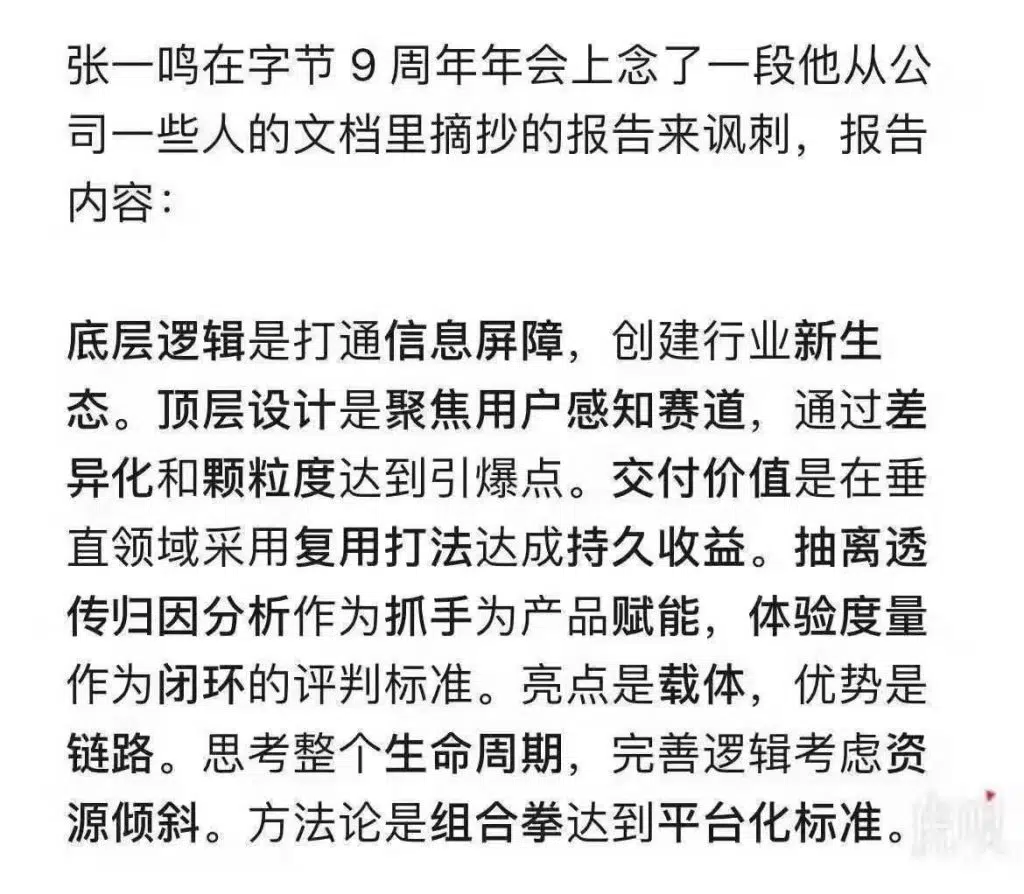 张一鸣在字节 9 周年年会上念了一段他从公
司一些人的文档里摘抄的报告来讽刺，报告
内容：
底层逻辑是打通信息屏障，创建行业新生
态。顶层设计是聚焦用户感知赛道，通过差
异化和颗粒度达到引爆点。交付价值是在垂
直领域采用复用打法达成持久收益。抽离透
传归因分析作为抓手为产品赋能，体验度量
作为闭环的评判标准。亮点是载体，优势是
链路。思考整个生命周期，完善逻辑考虑资
源倾斜。方法论是组合拳达到平台化标准。